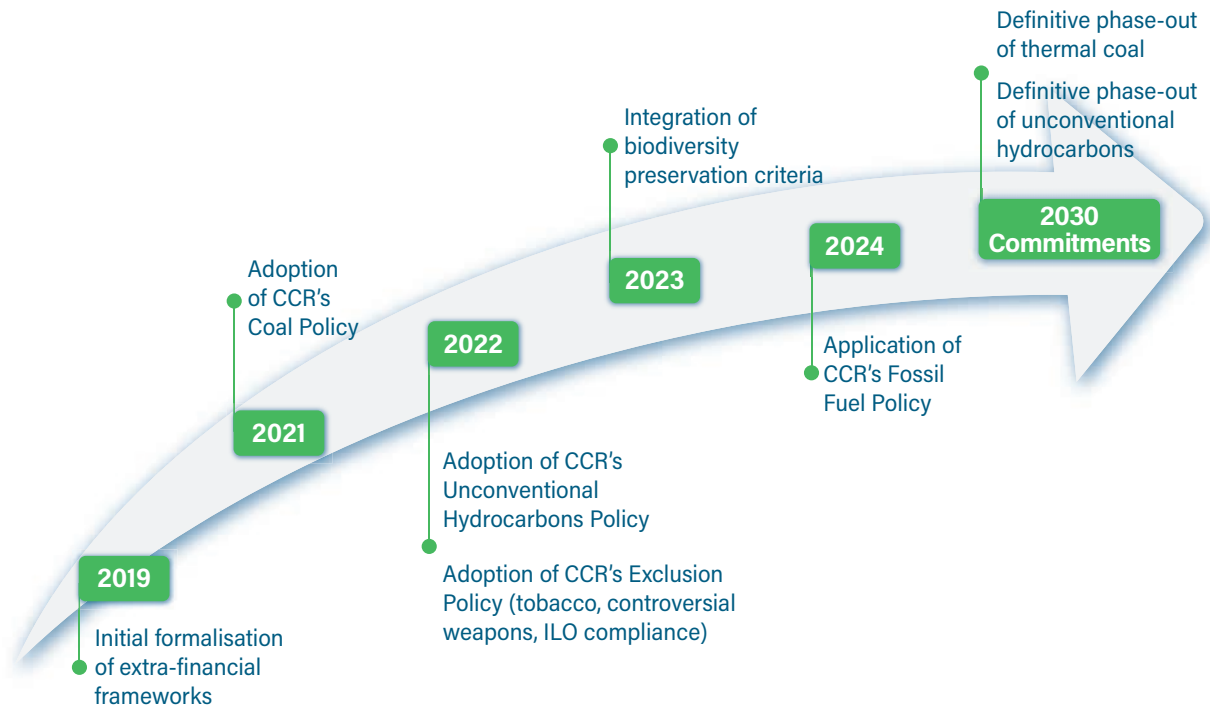 2019
Initial formalisation
of extra-financial
frameworks
Adoption
of CCR's
Coal Policy
2021
2022
Adoption of CCR's
Unconventional
Hydrocarbons Policy
Adoption of CCR's Exclusion
Policy (tobacco, controversial
weapons, ILO compliance)
Integration of
biodiversity
preservation criteria
2023
2024
Application of
CCR's Fossil
Fuel Policy
Definitive phase-out
of thermal coal
Definitive phase-out
of unconventional
hydrocarbons
2030
Commitments